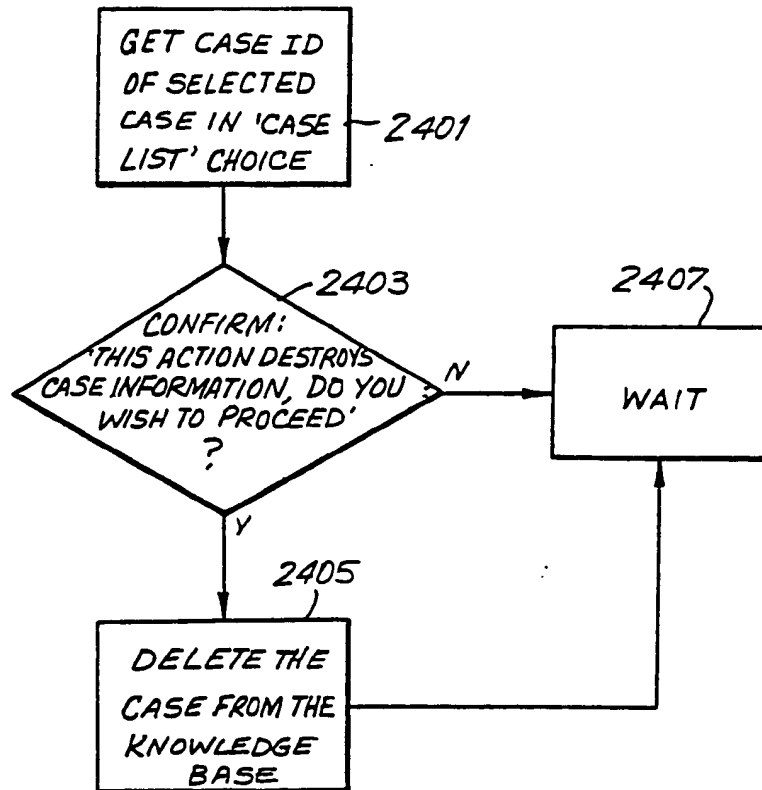 GET CASE ID
OF SELECTED
CASE IN 'CASE
LIST' CHOICE
2401
2403
CONFIRM:
'THIS ACTION DESTROYS
CASE INFORMATION, DO YOU
WISH TO PROCEED'
?
N
Y
2407
WAIT
2405
DELETE THE
CASE FROM THE
KNOWLEDGE
BASE